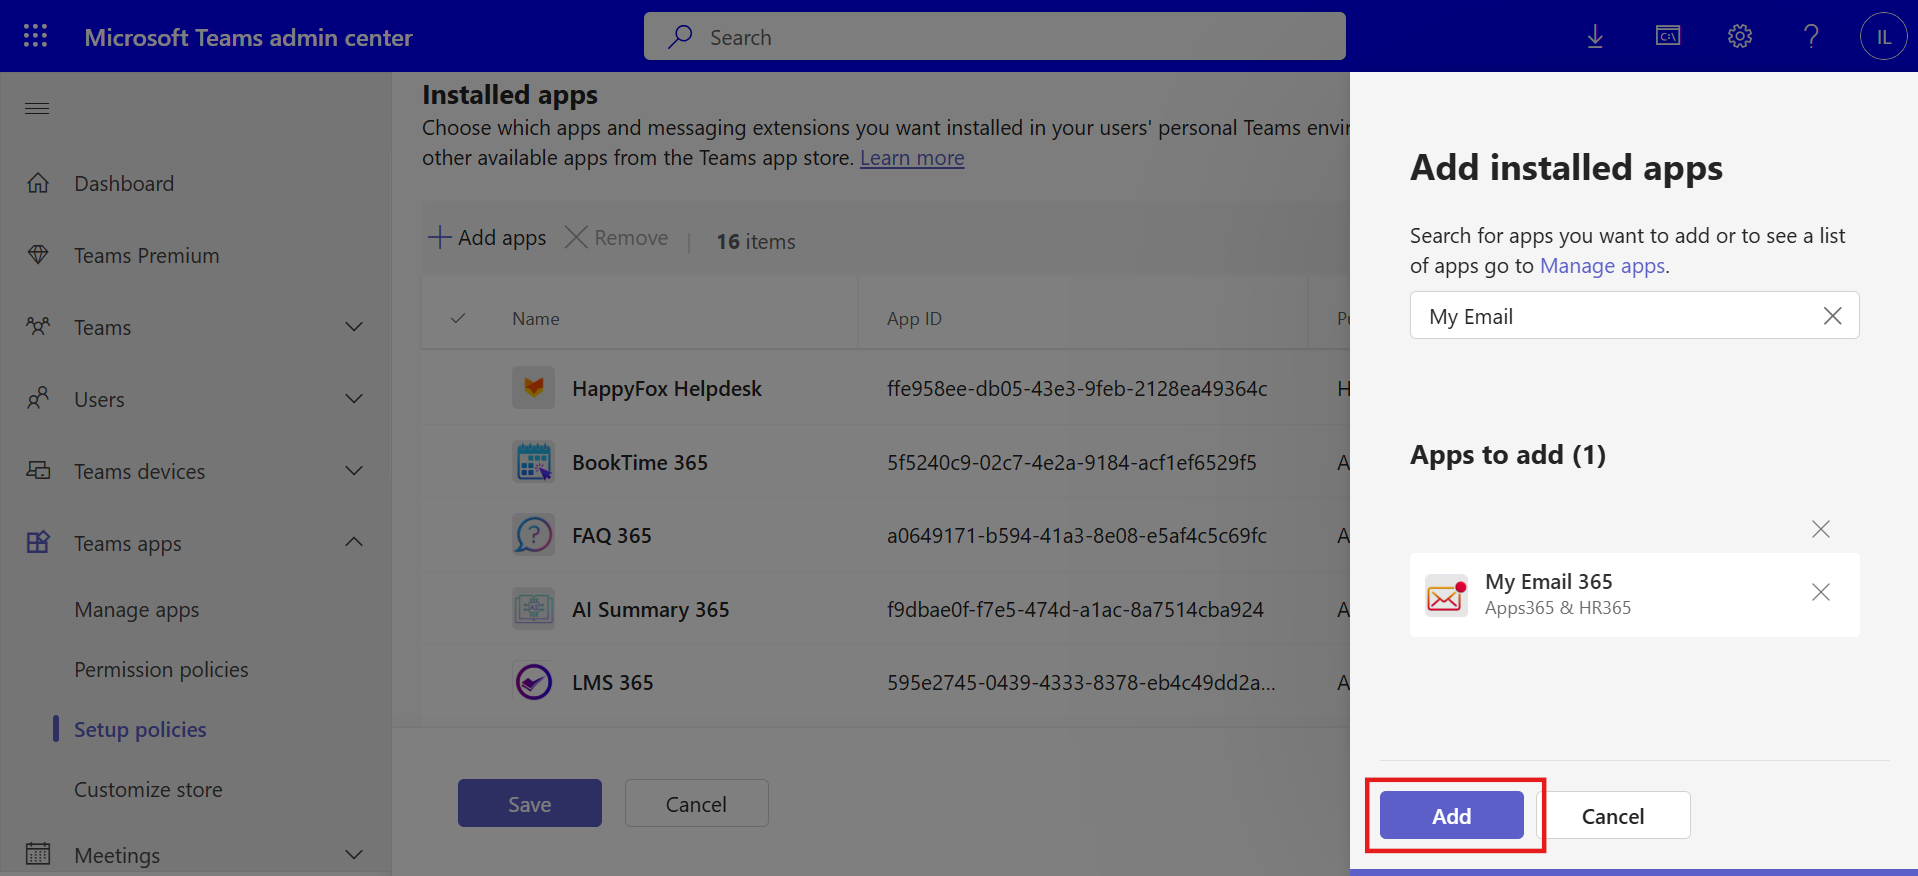 Microsoft Teams admin center
Search
C:\
IL
Dashboard
Teams Premium
Teams
Users
Teams devices
Teams apps
Manage apps
Permission policies
Setup policies
Customize store
Meetings
Installed apps
Choose which apps and messaging extensions you want installed in your users' personal Teams envir
other available apps from the Teams app store. Learn more
Add apps
Remove
16 items
Name
App ID
Pu
HappyFox Helpdesk
ffe958ee-db05-43e3-9feb-2128ea49364c
H
BookTime 365
5f5240c9-02c7-4e2a-9184-acf1ef6529f5
A
FAQ 365
a0649171-b594-41a3-8e08-e5af4c5c69fc
A
AI Summary 365
f9dbae0f-f7e5-474d-a1ac-8a7514cba924
A
LMS 365
595e2745-0439-4333-8378-eb4c49dd2a...
A
Save
Cancel
Add installed apps
Search for apps you want to add or to see a list
of apps go to Manage apps.
My Email
Apps to add (1)
My Email 365
Apps365 & HR365
Add
Cancel